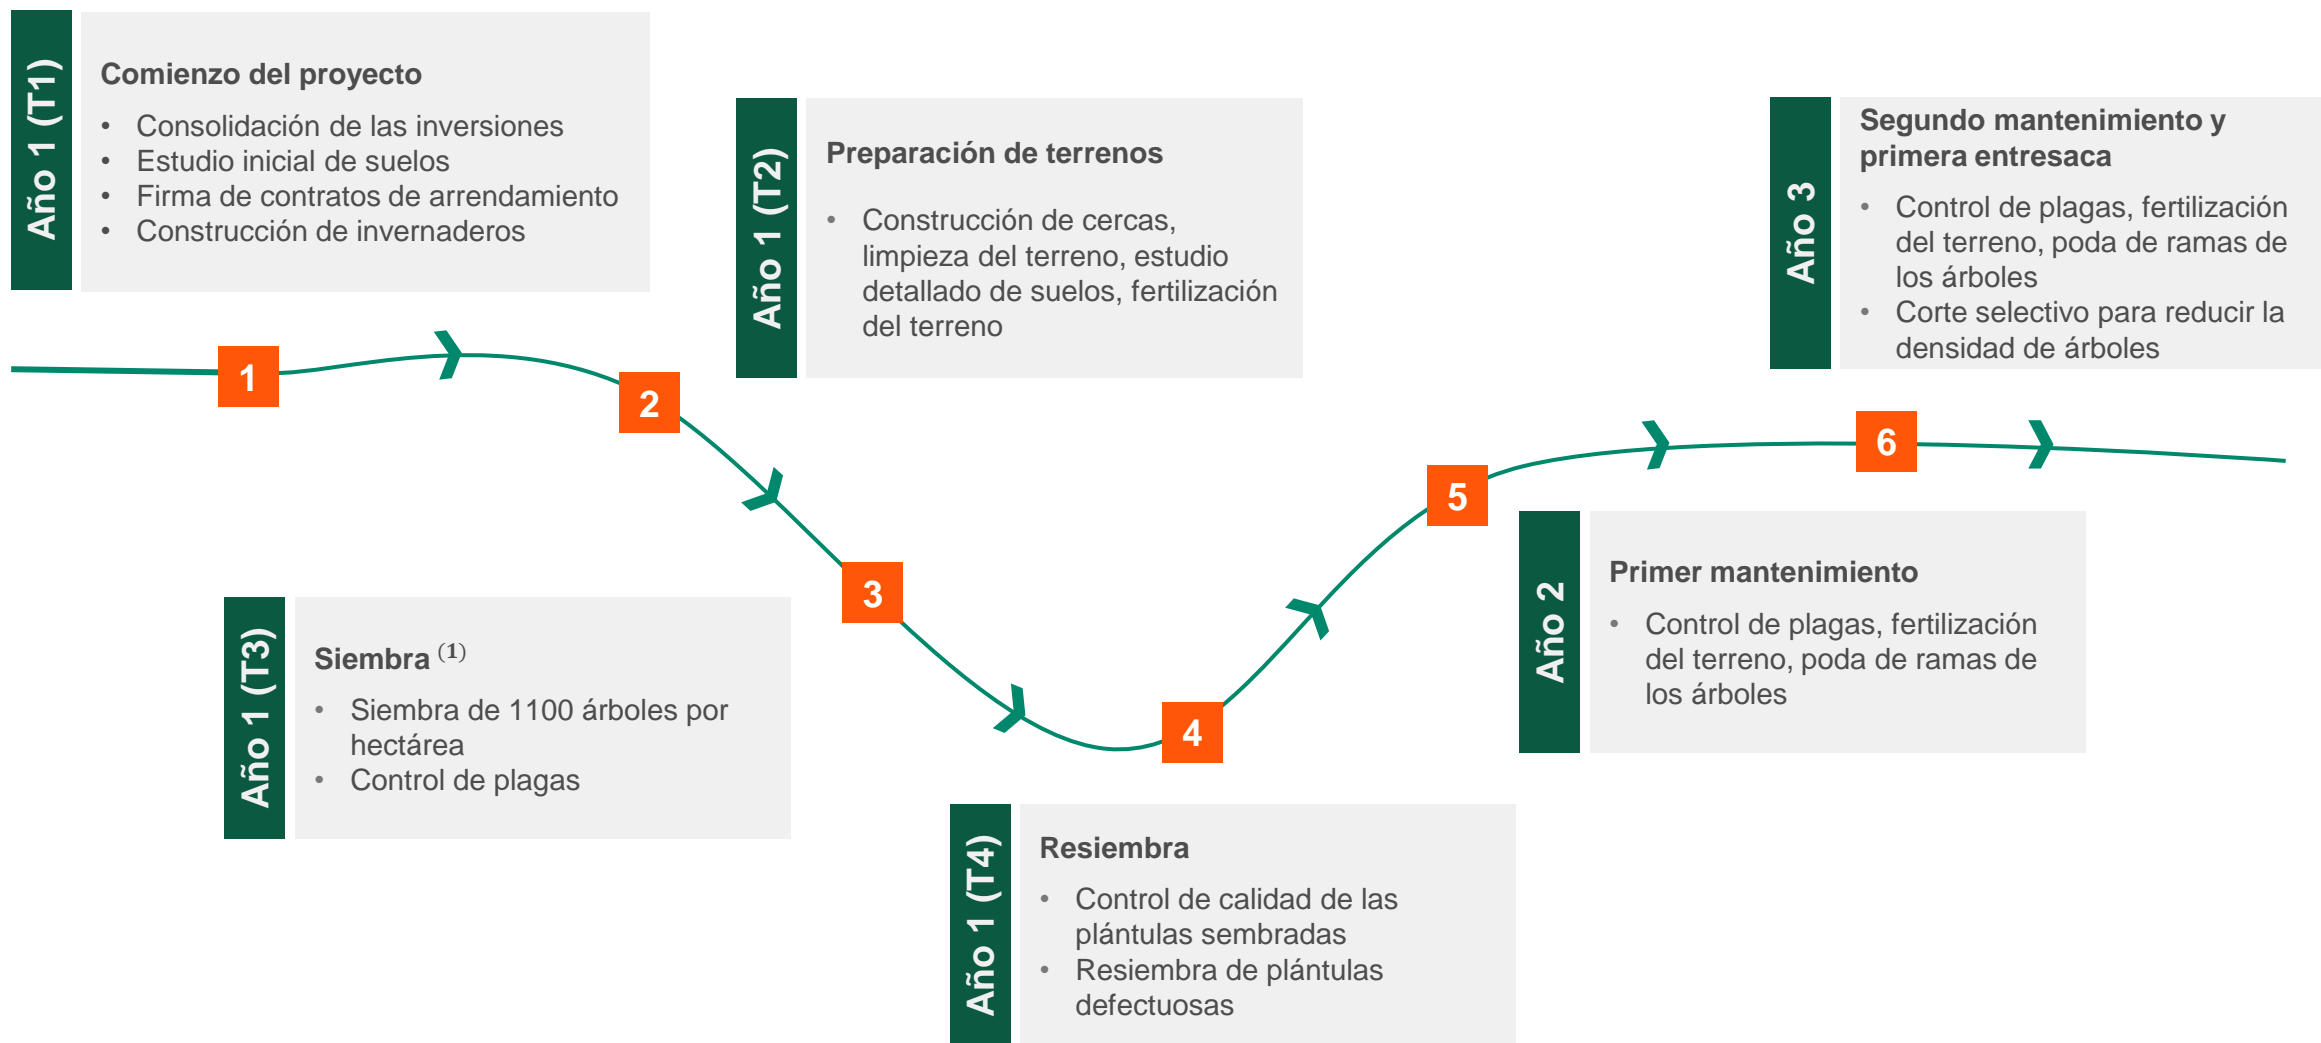 Año 1 (T1)
Comienzo del proyecto
• Consolidación de las inversiones
• Estudio inicial de suelos
• Firma de contratos de arrendamiento
• Construcción de invernaderos
1
2
Año 1 (T2)
Preparación de terrenos
• Construcción de cercas,
limpieza del terreno, estudio
detallado de suelos, fertilización
del terreno
3
Año 1 (T3)
Siembra (1)
• Siembra de 1100 árboles por
hectárea
• Control de plagas
4
Año 1 (T4)
Resiembra
• Control de calidad de las
plántulas sembradas
• Resiembra de plántulas
defectuosas
5
Año 2
Primer mantenimiento
• Control de plagas, fertilización
del terreno, poda de ramas de
los árboles
6
Año 3
Segundo mantenimiento y
primera entresaca
• Control de plagas, fertilización
del terreno, poda de ramas de
los árboles
• Corte selectivo para reducir la
densidad de árboles